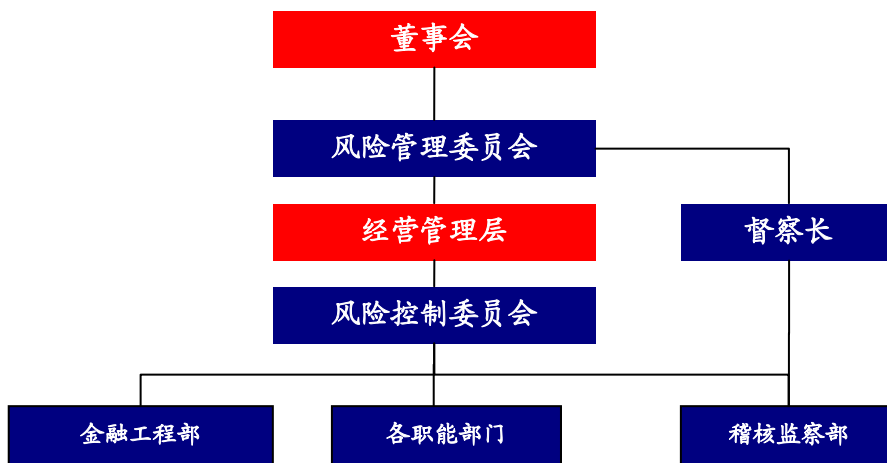 董事会
风险管理委员会
经营管理层
督察长
风险控制委员会
金融工程部
各职能部门
稽核监察部